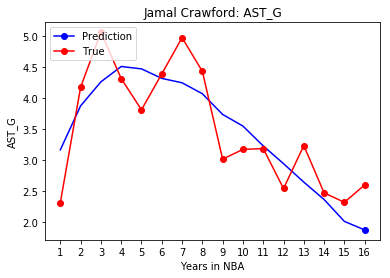 Jamal Crawford: AST_G
Prediction
True
AST_G
5.0
4.5
4.0
3.5
3.0
2.5
2.0
1 2 3 4 5 6 7 8 9 10 11 12 13 14 15 16
Years in NBA